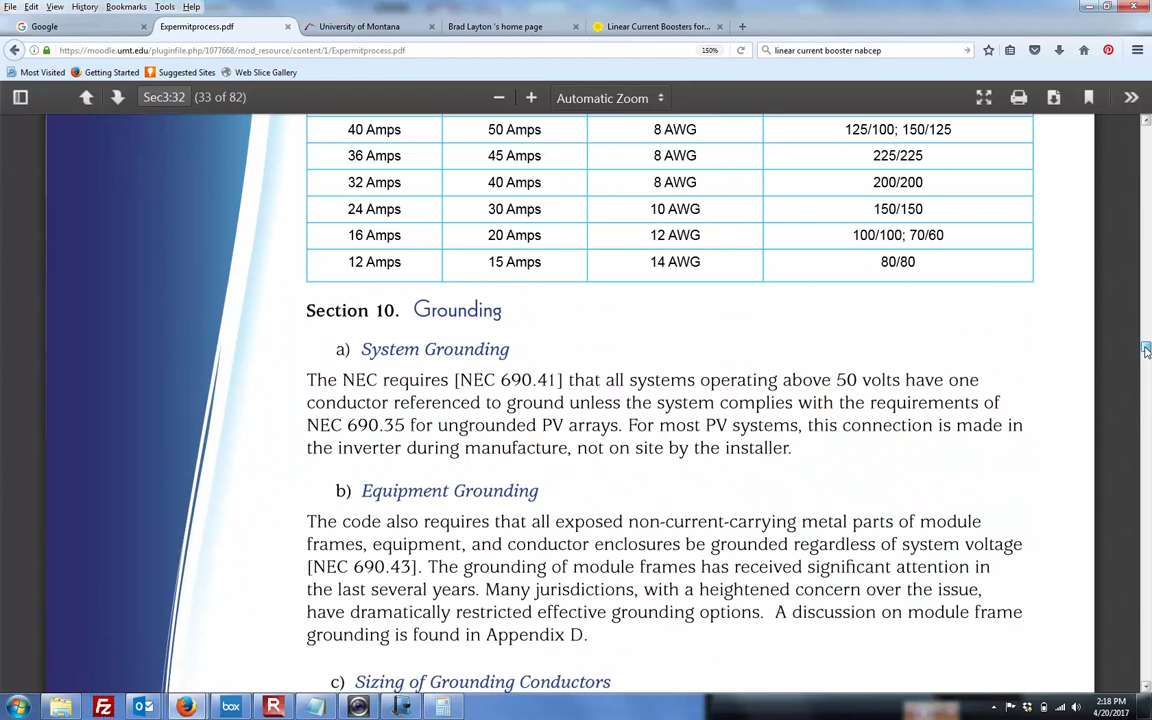 File Edit View History Bookmarks Tools Help
Google
Expermitprocess.pdf
University of Montana
Brad Layton 's home page
Linear Current Boosters for...
https://moodle.umt.edu/pluginfile.php/1077668/mod_resource/content/1/Expermitprocess.pdf
150%
linear current booster nabcep
Most Visited Getting Started Suggested Sites Web Slice Gallery
Sec3:32 (33 of 82)
Automatic Zoom
40 Amps 50 Amps 8 AWG 125/100; 150/125
36 Amps 45 Amps 8 AWG 225/225
32 Amps 40 Amps 8 AWG 200/200
24 Amps 30 Amps 10 AWG 150/150
16 Amps 20 Amps 12 AWG 100/100; 70/60
12 Amps 15 Amps 14 AWG 80/80
Section 10. Grounding
a) System Grounding
The NEC requires [NEC 690.41] that all systems operating above 50 volts have one
conductor referenced to ground unless the system complies with the requirements of
NEC 690.35 for ungrounded PV arrays. For most PV systems, this connection is made in
the inverter during manufacture, not on site by the installer.
b) Equipment Grounding
The code also requires that all exposed non-current-carrying metal parts of module
frames, equipment, and conductor enclosures be grounded regardless of system voltage
[NEC 690.43]. The grounding of module frames has received significant attention in
the last several years. Many jurisdictions, with a heightened concern over the issue,
have dramatically restricted effective grounding options. A discussion on module frame
grounding is found in Appendix D.
c) Sizing of Grounding Conductors
Fz
box
R
2:18 PM
4/20/2017